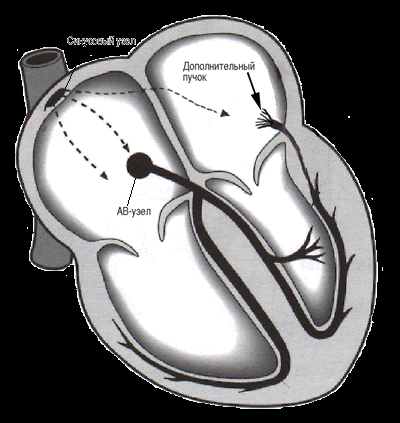 Синусовый узел
Дополнительный
пучок
АВ-узел